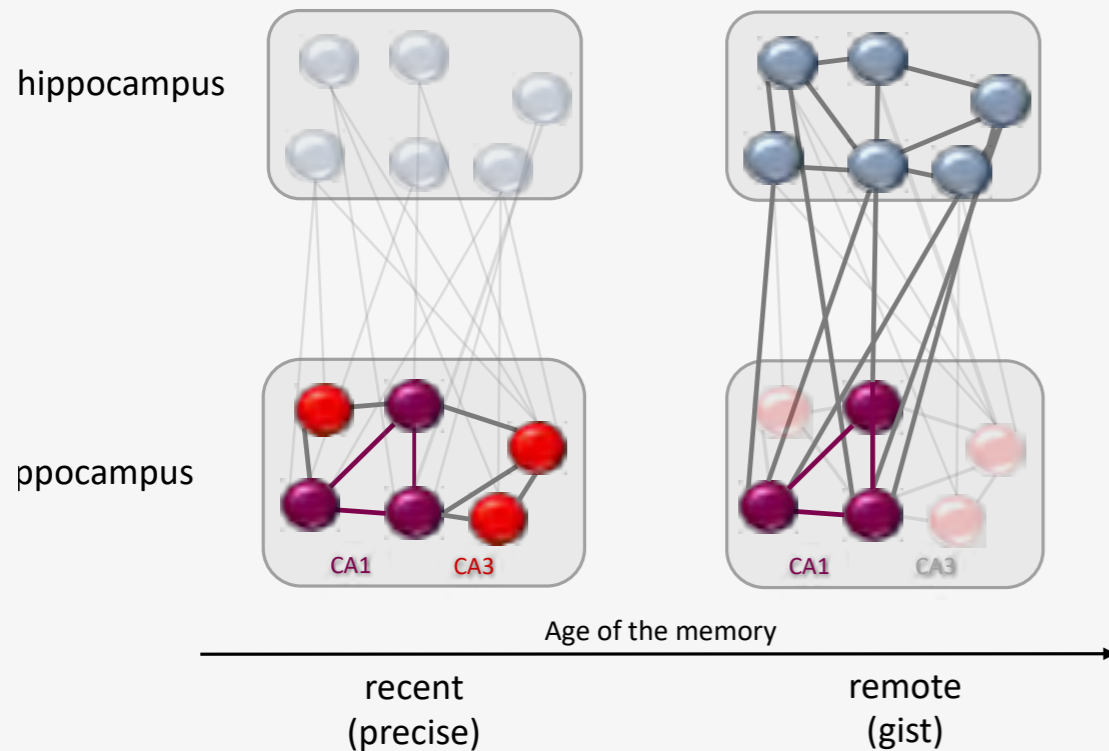 hippocampus
ppocampus
CA1
CA3
CA1
CA3
Age of the memory
recent
(precise)
remote
(gist)